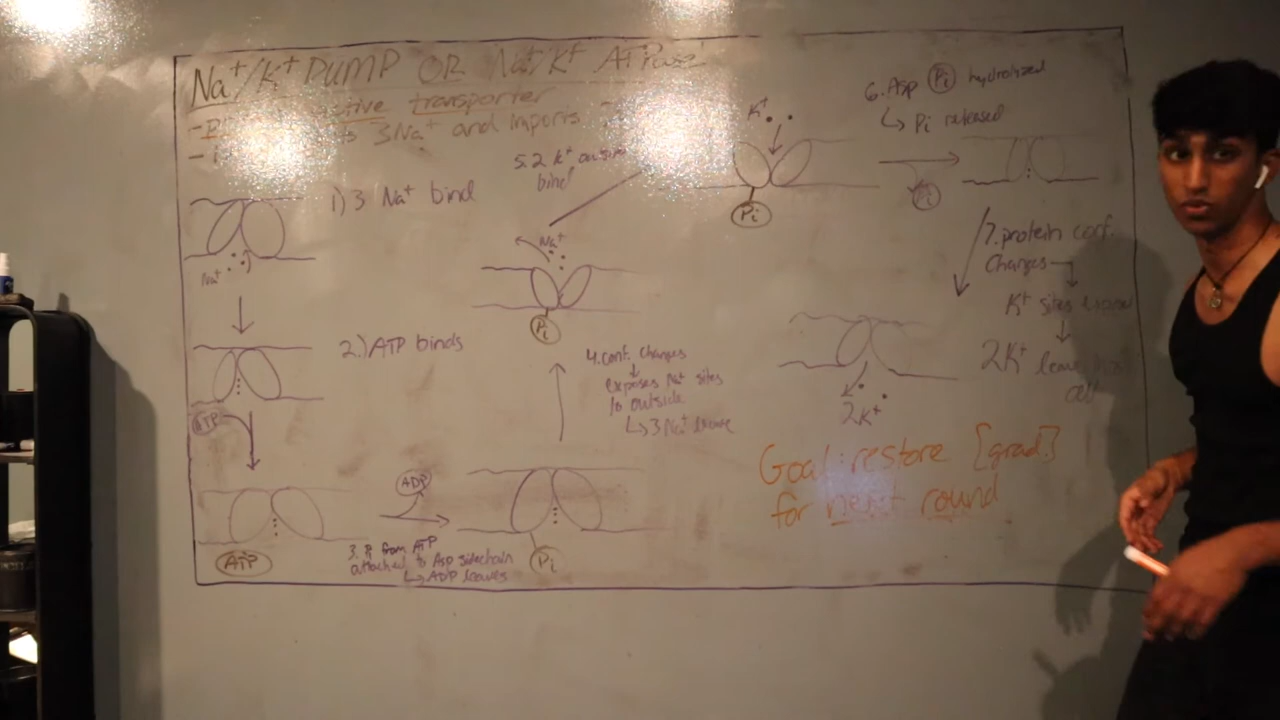 Na⁺/K⁺ PUMP OR Na⁺/K⁺ ATPase
active transporter
3Na⁺ and imports
1) 3 Na⁺ bind
Na⁺
2.) ATP binds
ATP
ATP
ADP
3. Pi from ATP
attached to Asp sidechain
↳ ADP leaves
Pi
4. conf. changes
↓
exposes Na⁺ sites
to outside
↳ 3 Na⁺ leave
Na⁺
Pi
5. 2 K⁺ outside
bind
K⁺
Pi
6. Asp Pi hydrolized
↳ Pi released
Pi
7. protein conf.
changes
K⁺ sites
↓
2K⁺ leave
cell
2K⁺
Goal: restore [grad.]
for next round